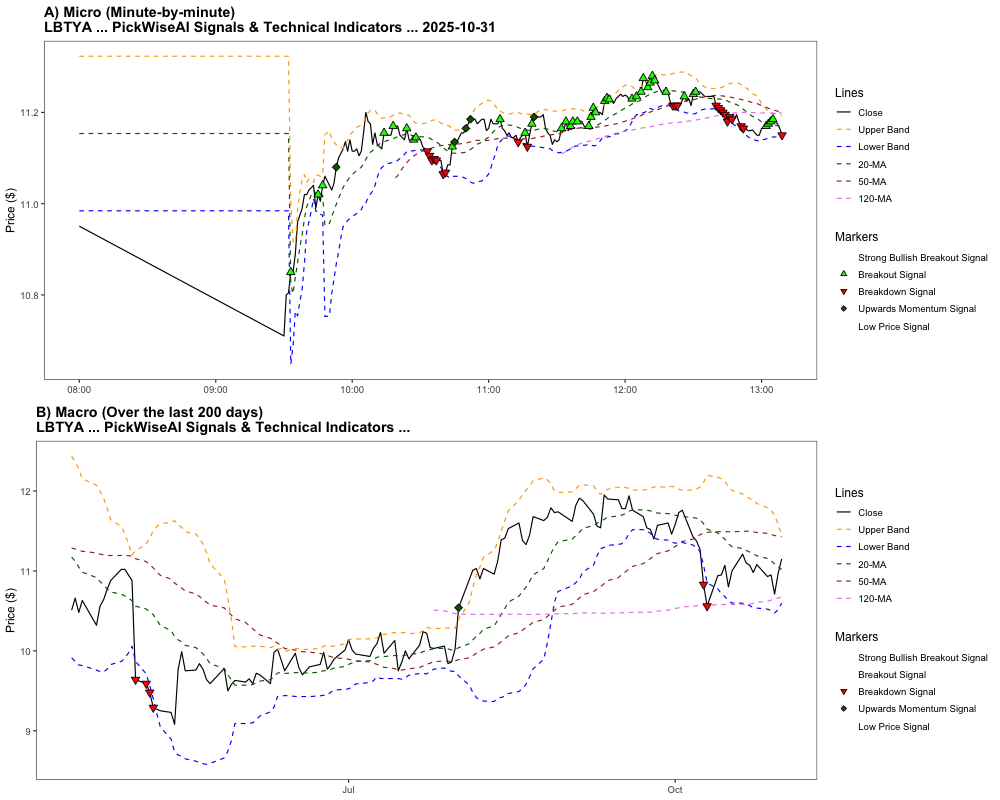 A) Micro (Minute-by-minute)
LBTYA ... PickWiseAI Signals & Technical Indicators ... 2025-10-31
Price ($)
11.2
11.0
10.8
08:00
09:00
10:00
11:00
12:00
13:00
Lines
Close
Upper Band
Lower Band
20-MA
50-MA
120-MA
Markers
Strong Bullish Breakout Signal
Breakout Signal
Breakdown Signal
Upwards Momentum Signal
Low Price Signal
B) Macro (Over the last 200 days)
LBTYA ... PickWiseAI Signals & Technical Indicators ...
Price ($)
12
11
10
9
Jul
Oct
Lines
Close
Upper Band
Lower Band
20-MA
50-MA
120-MA
Markers
Strong Bullish Breakout Signal
Breakout Signal
Breakdown Signal
Upwards Momentum Signal
Low Price Signal